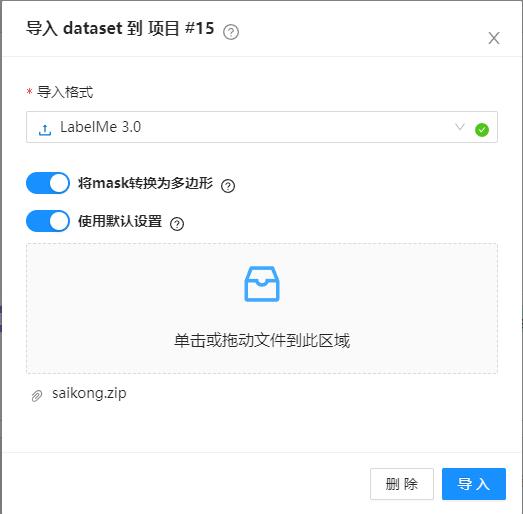 导入 dataset 到 项目 #15
* 导入格式
LabelMe 3.0
将mask转换为多边形
使用默认设置
单击或拖动文件到此区域
saikong.zip
删 除
导 入